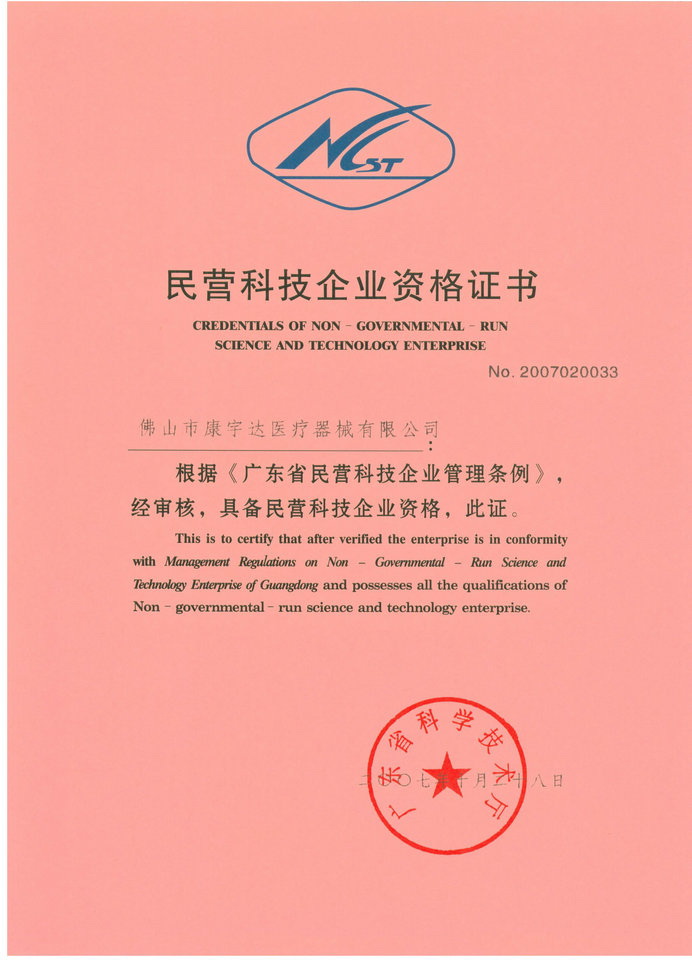 NCST
民营科技企业资格证书
CREDENTIALS OF NON – GOVERNMENTAL – RUN
SCIENCE AND TECHNOLOGY ENTERPRISE
No. 2007020033
佛山市康宇达医疗器械有限公司：
根据《广东省民营科技企业管理条例》，
经审核，具备民营科技企业资格，此证。
This is to certify that after verified the enterprise is in conformity
with Management Regulations on Non – Governmental – Run Science and
Technology Enterprise of Guangdong and possesses all the qualifications of
Non – governmental – run science and technology enterprise.
广东省科学技术厅
二〇〇七年十月二十八日